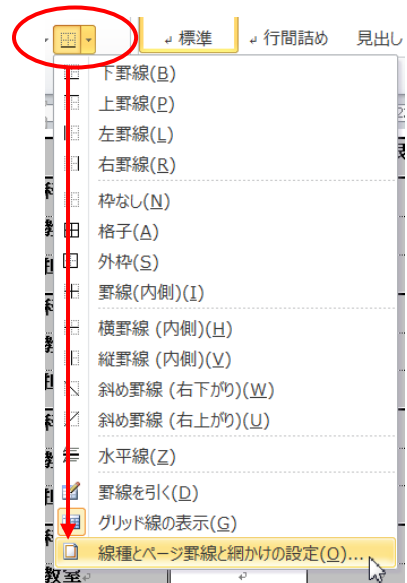 標準 行間詰め 見出し
下罫線(B)
上罫線(P)
左罫線(L)
右罫線(R)
枠なし(N)
格子(A)
外枠(S)
罫線(内側)(I)
横罫線 (内側)(H)
縦罫線 (内側)(V)
斜め罫線 (右下がり)(W)
斜め罫線 (右上がり)(U)
水平線(Z)
罫線を引く(D)
グリッド線の表示(G)
線種とページ罫線と網かけの設定(O)...
教室